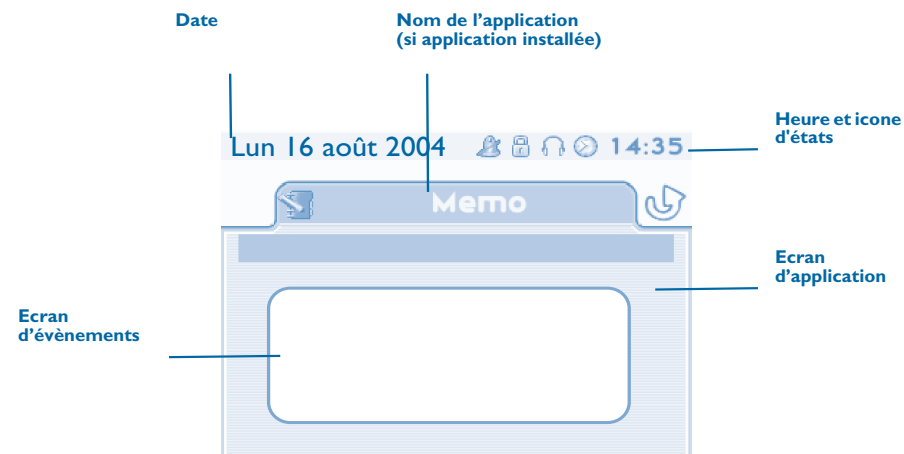 Date
Nom de l’application
(si application installée)
Heure et icone
d'états
Lun 16 août 2004
14:35
Memo
Ecran
d’application
Ecran
d’évènements